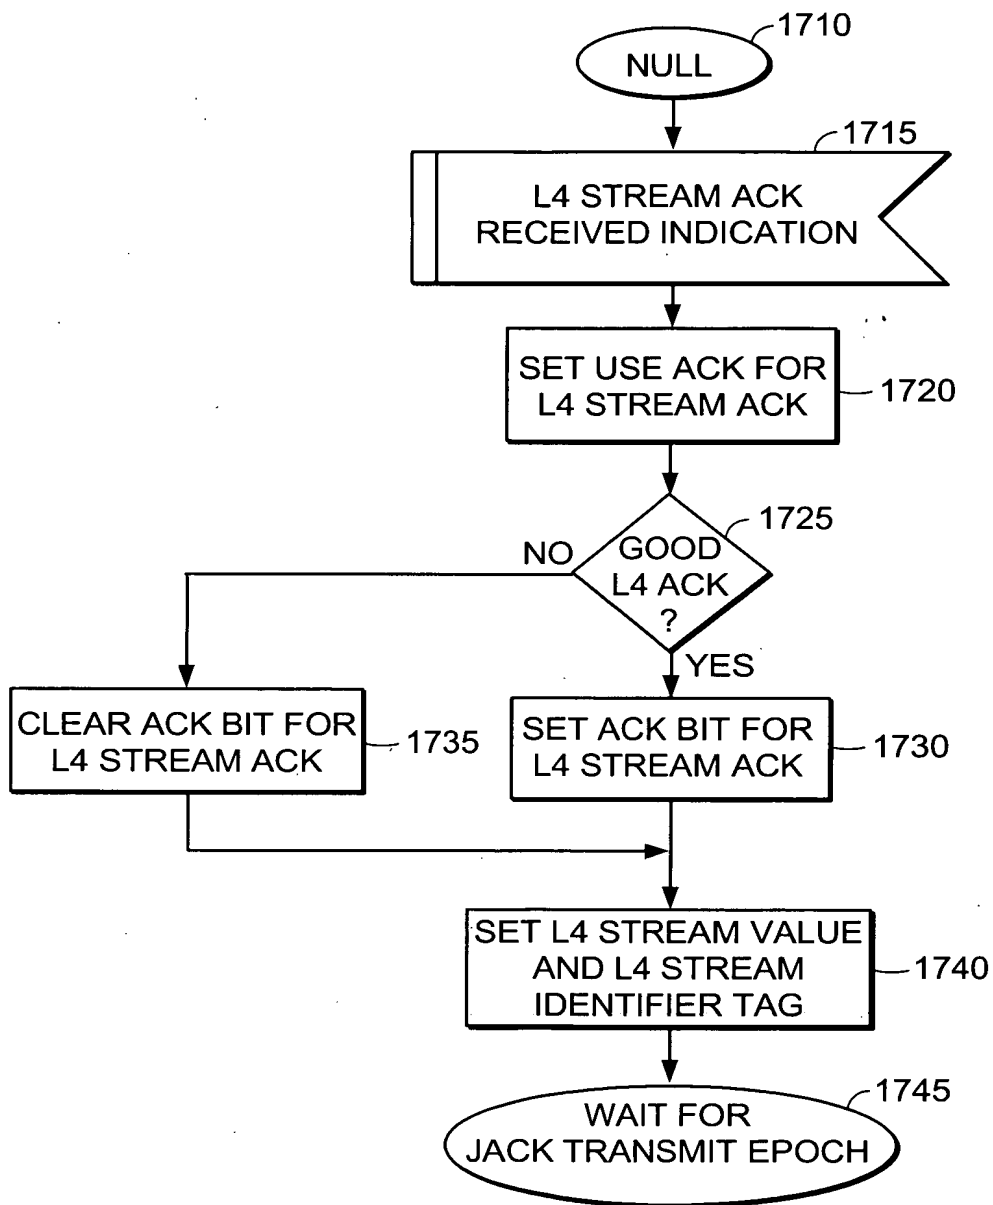 1710
NULL
1715
L4 STREAM ACK
RECEIVED INDICATION
SET USE ACK FOR
L4 STREAM ACK
1720
1725
GOOD
L4 ACK
?
NO
YES
CLEAR ACK BIT FOR
L4 STREAM ACK
1735
SET ACK BIT FOR
L4 STREAM ACK
1730
SET L4 STREAM VALUE
AND L4 STREAM
IDENTIFIER TAG
1740
1745
WAIT FOR
JACK TRANSMIT EPOCH